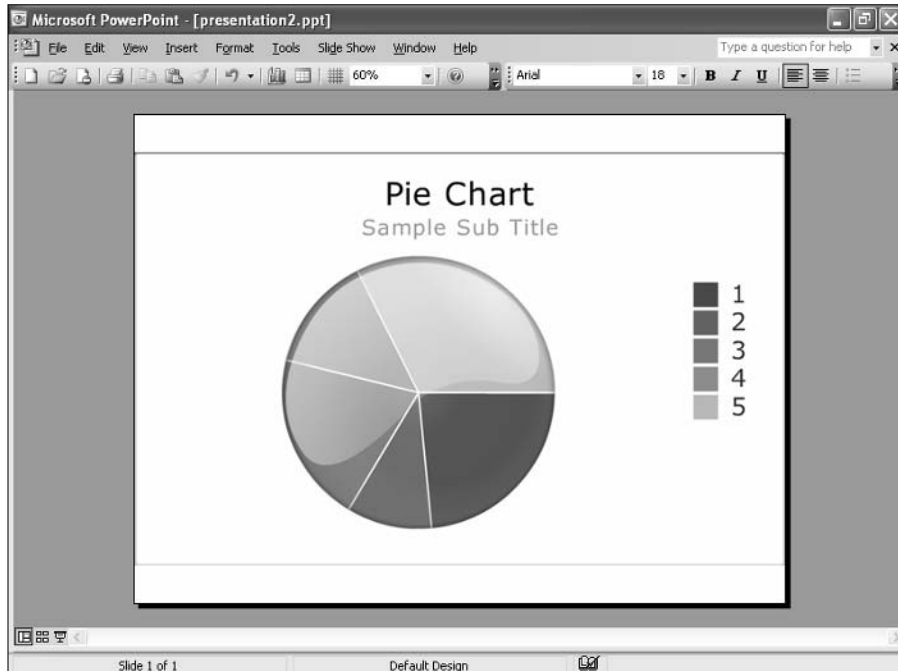 Microsoft PowerPoint - [presentation2.ppt]
File Edit View Insert Format Tools Slide Show Window Help Type a question for help
60% Arial 18 B I U
Pie Chart
Sample Sub Title
1
2
3
4
5
Slide 1 of 1 Default Design